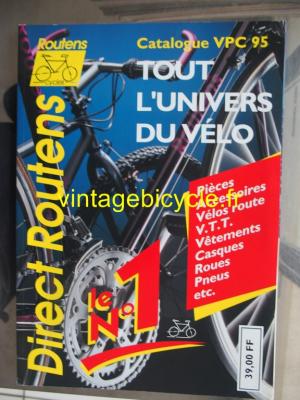 Routens
Catalogue VPC 95
TOUT
L'UNIVERS
DU VÉLO
Direct Routens
vintagebicycle.fr
Pièces
Accessoires
Vélos route
V.T.T.
Vêtements
Casques
Roues
Pneus
etc.
le
N°1
39,00 FF